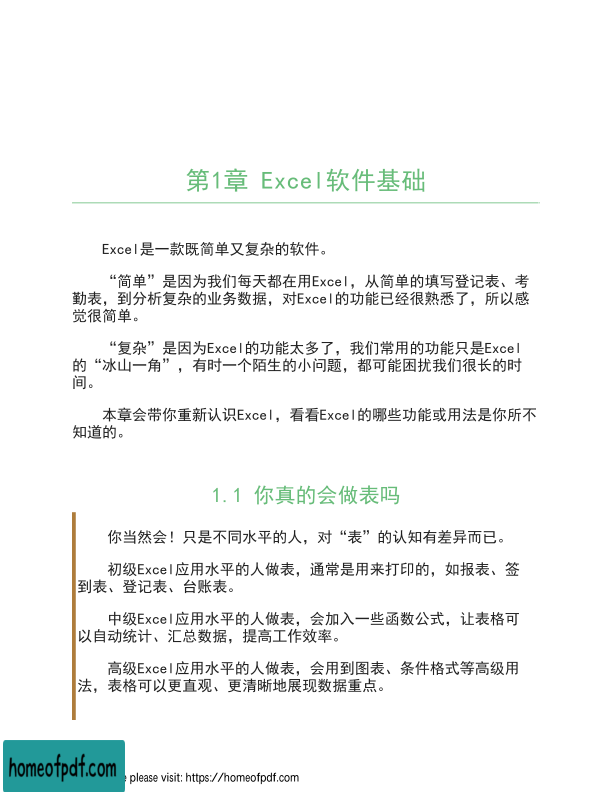 第1章 Excel软件基础
Excel是一款既简单又复杂的软件。
“简单”是因为我们每天都在用Excel，从简单的填写登记表、考
勤表，到分析复杂的业务数据，对Excel的功能已经很熟悉了，所以感
觉很简单。
“复杂”是因为Excel的功能太多了，我们常用的功能只是Excel
的“冰山一角”，有时一个陌生的小问题，都可能困扰我们很长的时
间。
本章会带你重新认识Excel，看看Excel的哪些功能或用法是你所不
知道的。
1.1 你真的会做表吗
你当然会！只是不同水平的人，对“表”的认知有差异而已。
初级Excel应用水平的人做表，通常是用来打印的，如报表、签
到表、登记表、台账表。
中级Excel应用水平的人做表，会加入一些函数公式，让表格可
以自动统计、汇总数据，提高工作效率。
高级Excel应用水平的人做表，会用到图表、条件格式等高级用
法，表格可以更直观、更清晰地展现数据重点。
homeofpdf.com
please visit: https://homeofpdf.com